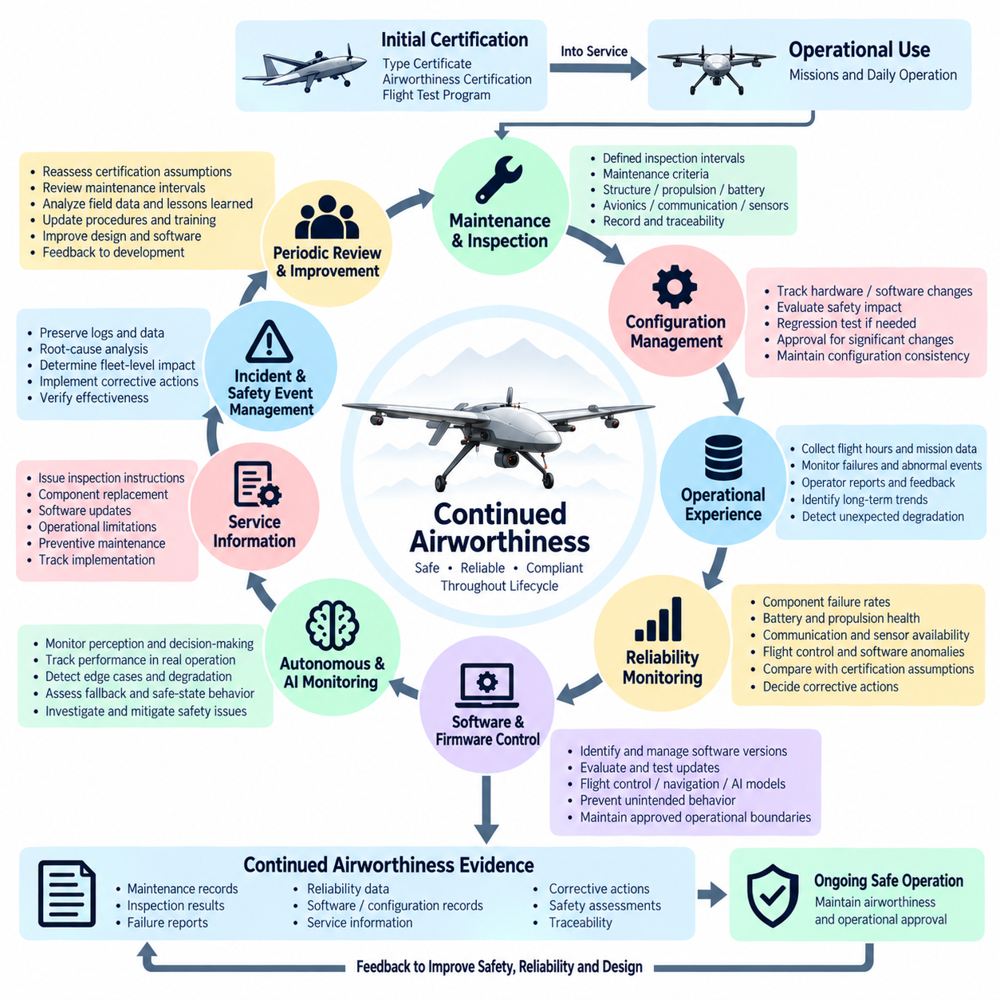 Initial Certification
Type Certificate
Airworthiness Certification
Flight Test Program
Into Service
Operational Use
Missions and Daily Operation
Maintenance
& Inspection
• Defined inspection intervals
• Maintenance criteria
• Structure / propulsion / battery
• Avionics / communication / sensors
• Record and traceability
Configuration
Management
• Track hardware / software changes
• Evaluate safety impact
• Regression test if needed
• Approval for significant changes
• Maintain configuration consistency
Operational
Experience
• Collect flight hours and mission data
• Monitor failures and abnormal events
• Operator reports and feedback
• Identify long-term trends
• Detect unexpected degradation
Reliability
Monitoring
• Component failure rates
• Battery and propulsion health
• Communication and sensor availability
• Flight control and software anomalies
• Compare with certification assumptions
• Decide corrective actions
Software &
Firmware Control
• Identify and manage software versions
• Evaluate and test updates
• Flight control / navigation / AI models
• Prevent unintended behavior
• Maintain approved operational boundaries
Autonomous &
AI Monitoring
• Monitor perception and decision-making
• Track performance in real operation
• Detect edge cases and degradation
• Assess fallback and safe-state behavior
• Investigate and mitigate safety issues
Service
Information
• Issue inspection instructions
• Component replacement
• Software updates
• Operational limitations
• Preventive maintenance
• Track implementation
Incident &
Safety Event
Management
• Preserve logs and data
• Root-cause analysis
• Determine fleet-level impact
• Implement corrective actions
• Verify effectiveness
Periodic Review
& Improvement
• Reassess certification assumptions
• Review maintenance intervals
• Analyze field data and lessons learned
• Update procedures and training
• Improve design and software
• Feedback to development
Continued
Airworthiness
Safe • Reliable • Compliant
Throughout Lifecycle
Continued Airworthiness Evidence
• Maintenance records
• Inspection results
• Failure reports
• Reliability data
• Software / configuration records
• Service information
• Corrective actions
• Safety assessments
• Traceability
Ongoing Safe Operation
Maintain airworthiness
and operational approval
Feedback to Improve Safety, Reliability and Design